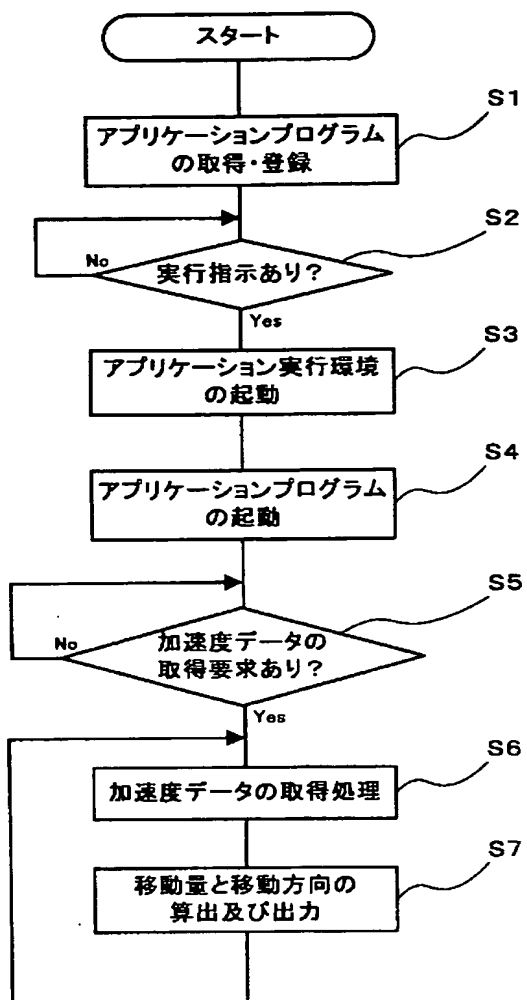 スタート
S1
アプリケーションプログラム
の取得・登録
S2
No
実行指示あり？
Yes
S3
アプリケーション実行環境
の起動
S4
アプリケーションプログラム
の起動
S5
No
加速度データの
取得要求あり？
Yes
S6
加速度データの取得処理
S7
移動量と移動方向の
算出及び出力